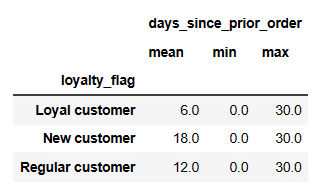 days_since_prior_order
mean min max
loyalty_flag
Loyal customer 6.0 0.0 30.0
New customer 18.0 0.0 30.0
Regular customer 12.0 0.0 30.0